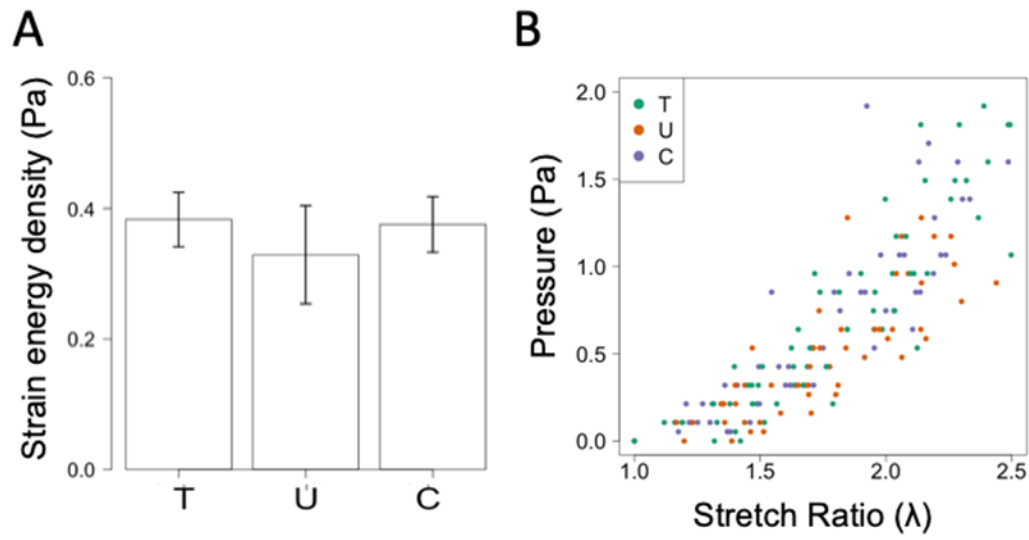 A
Strain energy density (Pa)
0.6
0.4
0.2
0.0
T U C
B
Pressure (Pa)
2.0
1.5
1.0
0.5
0.0
T
U
C
1.0 1.5 2.0 2.5
Stretch Ratio (λ)